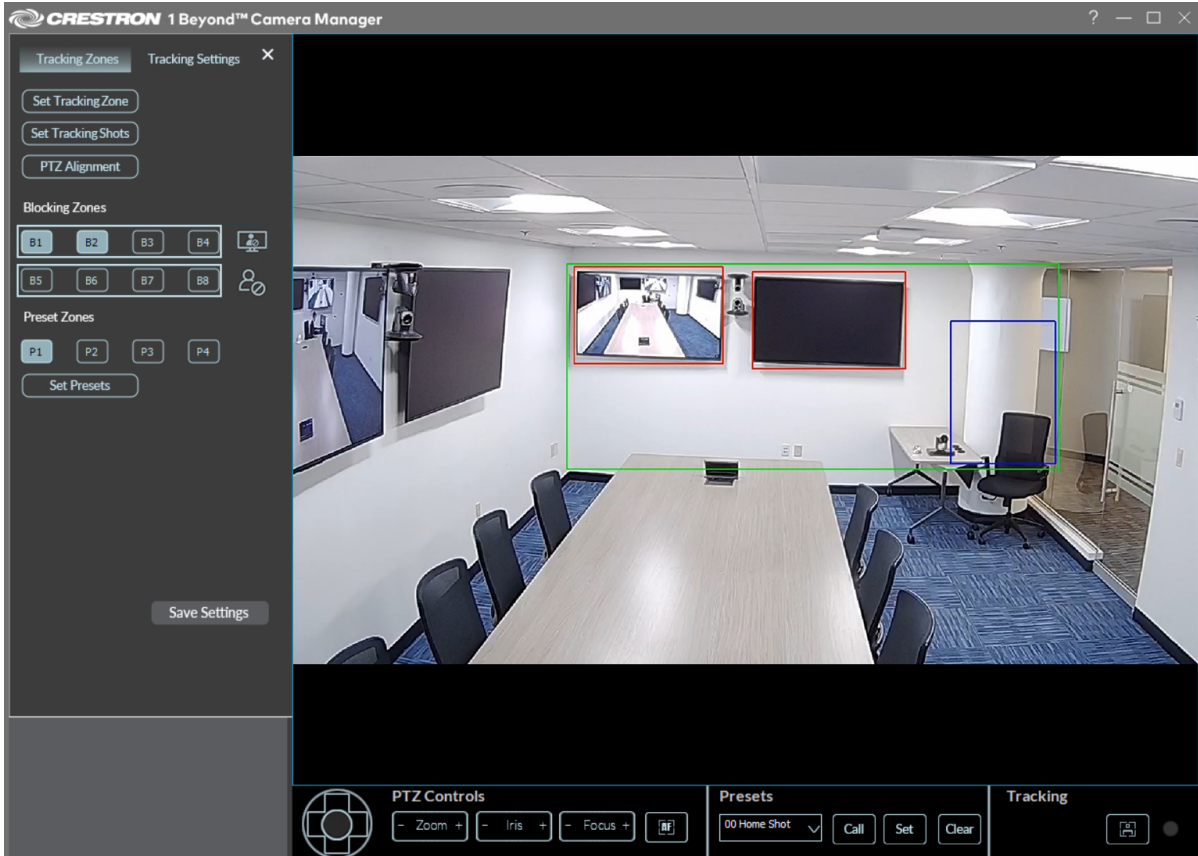 CRESTRON 1 Beyond™ Camera Manager
?
Tracking Zones Tracking Settings
Set Tracking Zone
Set Tracking Shots
PTZ Alignment
Blocking Zones
B1 B2 B3 B4
B5 B6 B7 B8
Preset Zones
P1 P2 P3 P4
Set Presets
Save Settings
PTZ Controls
- Zoom + - Iris + - Focus + AF
Presets
00 Home Shot Call Set Clear
Tracking